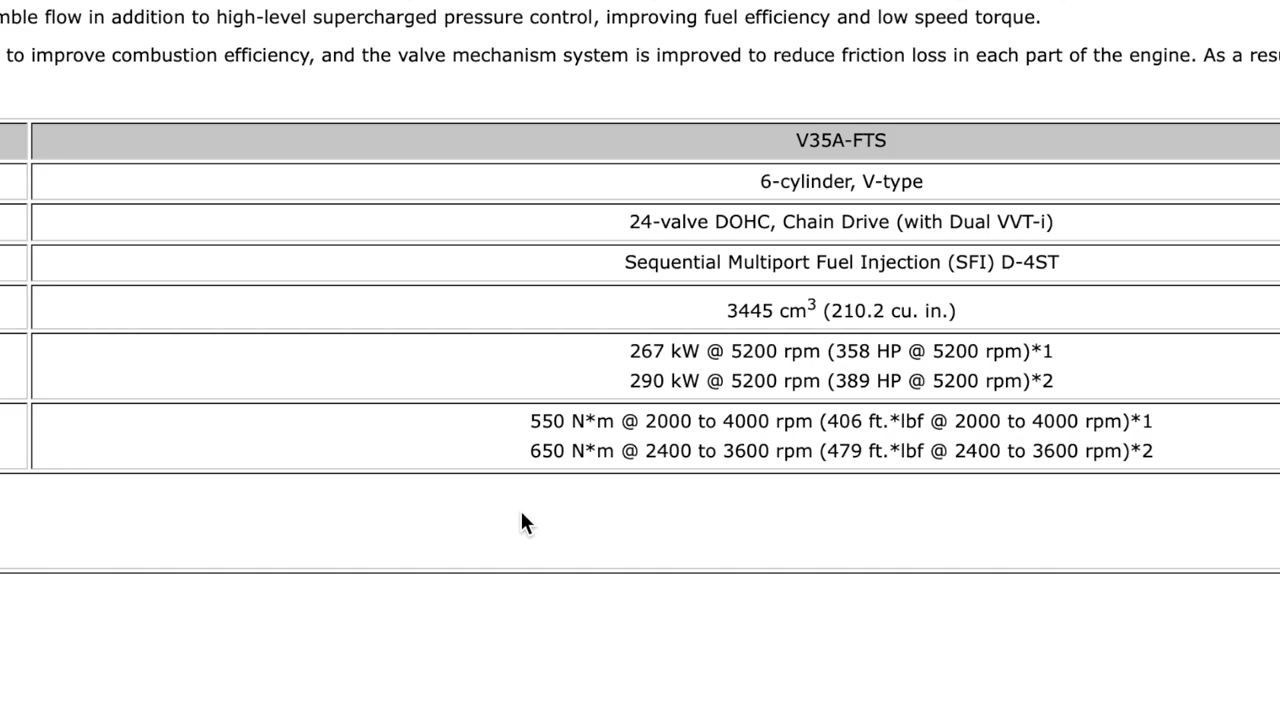 flow in addition to high-level supercharged pressure control, improving fuel efficiency and low speed torque.
to improve combustion efficiency, and the valve mechanism system is improved to reduce friction loss in each part of the engine. As a
V35A-FTS
6-cylinder, V-type
24-valve DOHC, Chain Drive (with Dual VVT-i)
Sequential Multiport Fuel Injection (SFI) D-4ST
3445 cm³ (210.2 cu. in.)
267 kW @ 5200 rpm (358 HP @ 5200 rpm)*1
290 kW @ 5200 rpm (389 HP @ 5200 rpm)*2
550 N*m @ 2000 to 4000 rpm (406 ft.*lbf @ 2000 to 4000 rpm)*1
650 N*m @ 2400 to 3600 rpm (479 ft.*lbf @ 2400 to 3600 rpm)*2